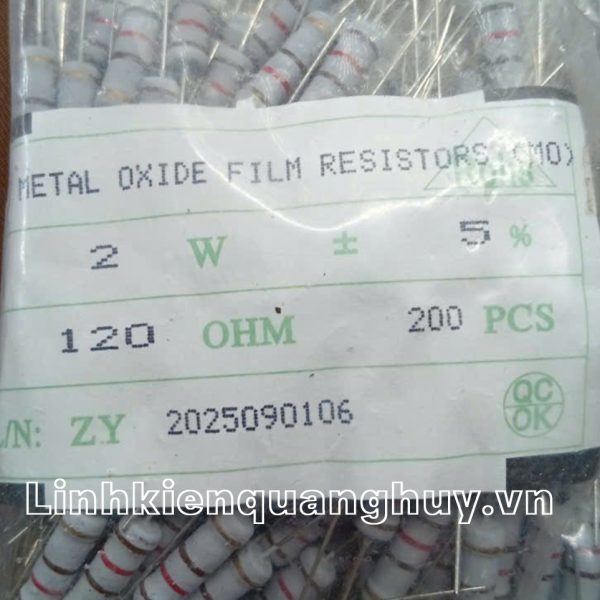 METAL OXIDE FILM RESISTORS (MO)
2 W ± 5 %
120 OHM 200 PCS
/N: ZY 2025090106
QC
OK
Linhkienquanghuy.vn